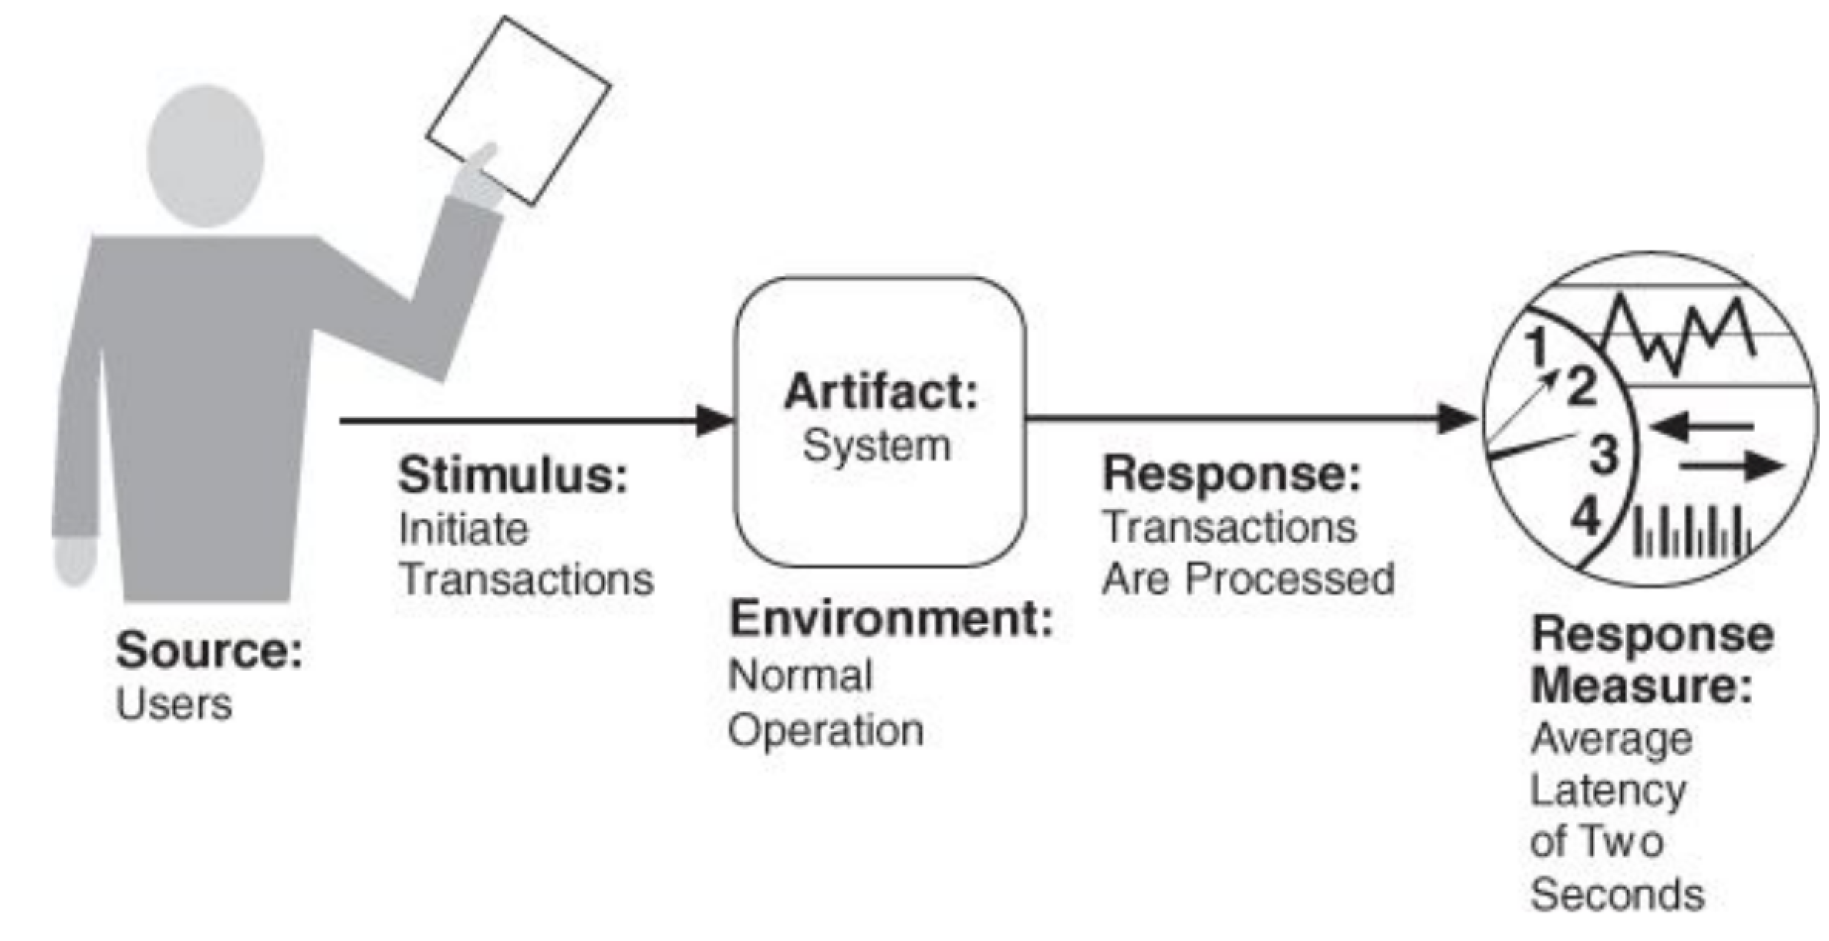 Source:
Users
Stimulus:
Initiate
Transactions
Artifact:
System
Environment:
Normal
Operation
Response:
Transactions
Are Processed
1
2
3
4
Response
Measure:
Average
Latency
of Two
Seconds